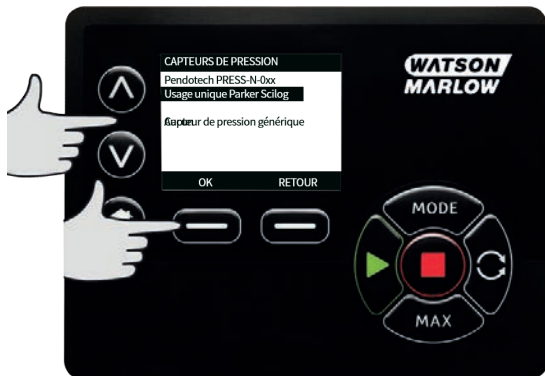 CAPTEURS DE PRESSION
Pendotech PRESS-N-0xx
Usage unique Parker Scilog
Capteur de pression générique
OK RETOUR
WATSON
MARLOW
MODE
MAX